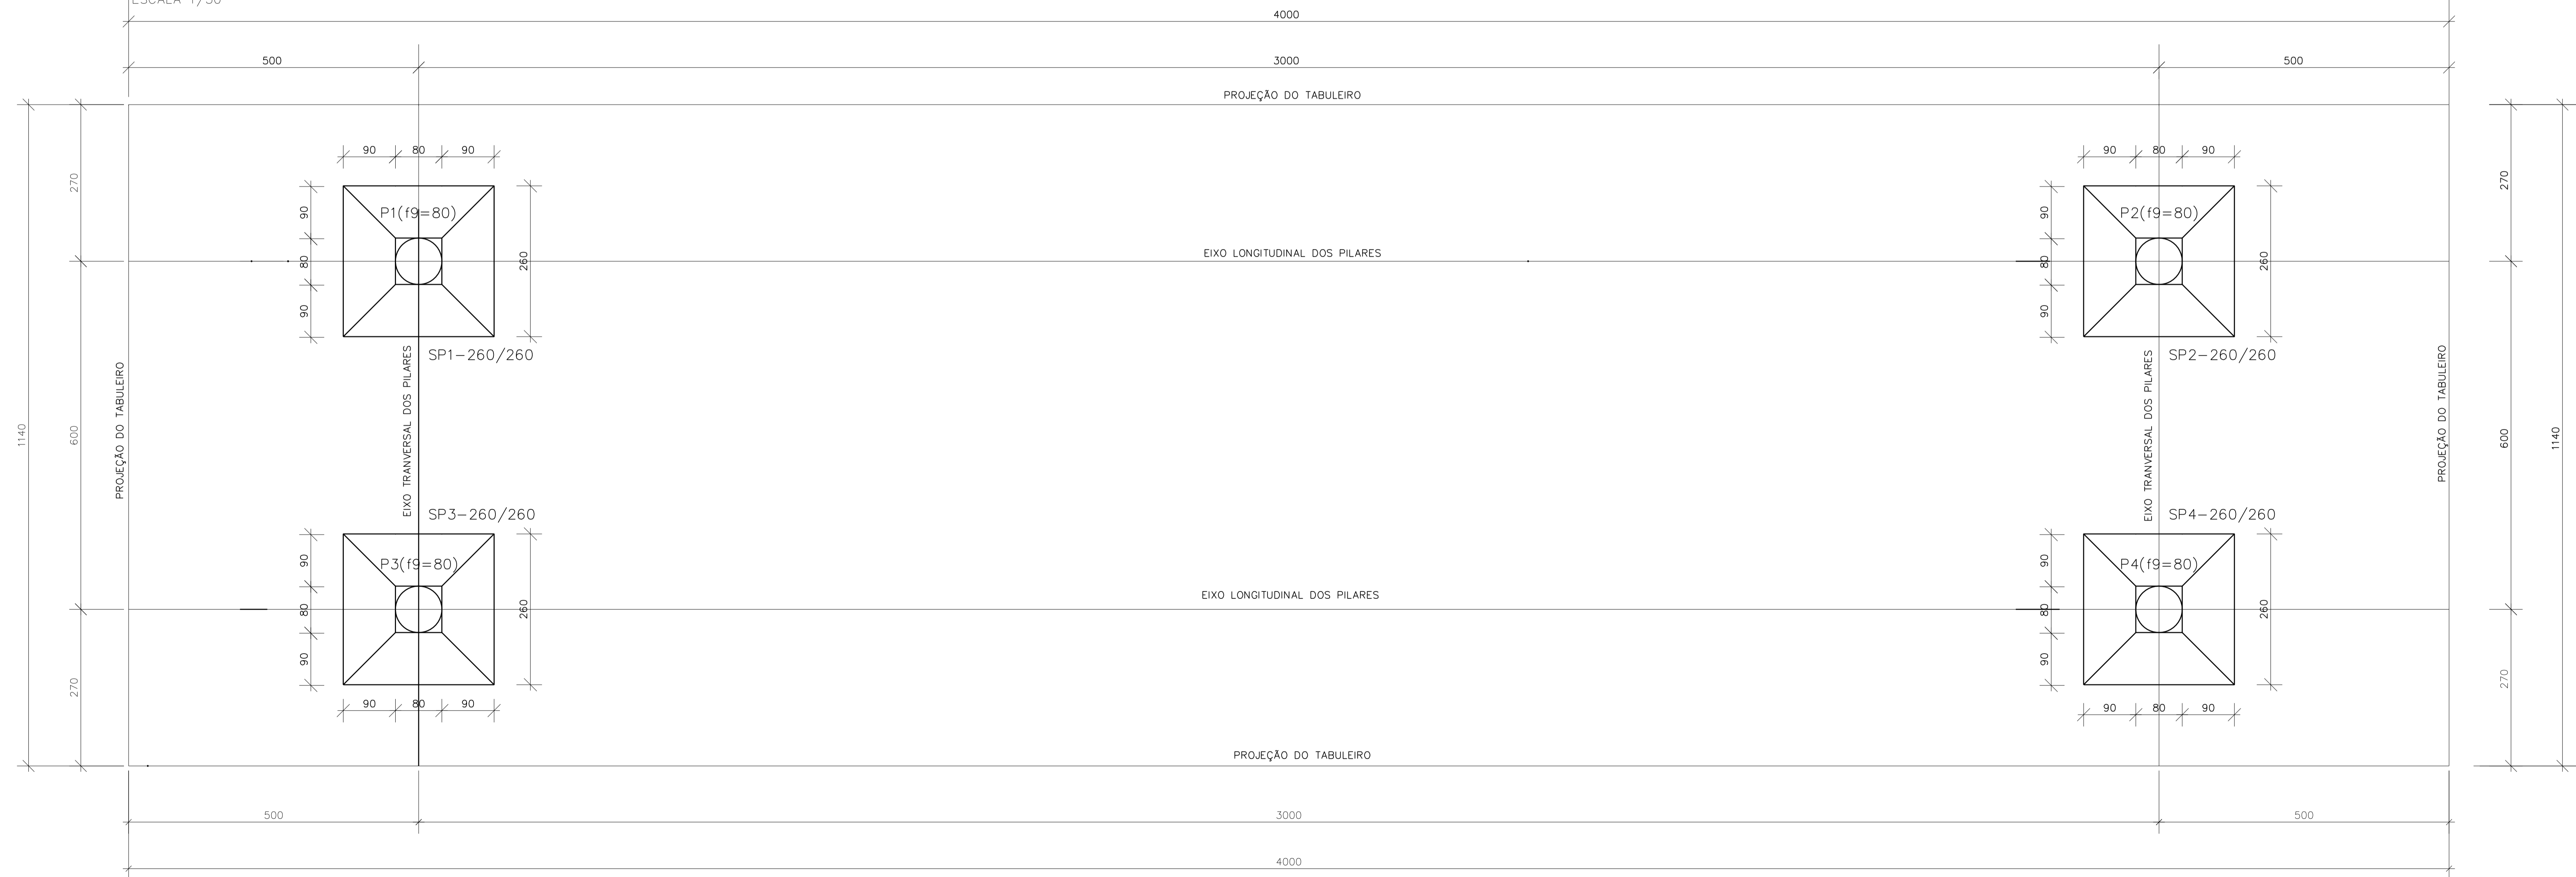 ESCALA 1/50
4000
500 3000 500
PROJEÇÃO DO TABULEIRO
90 80 90
90 80 90
270
90
80
90
P1(f9=80)
260
EIXO LONGITUDINAL DOS PILARES
90
80
90
P2(f9=80)
260
270
SP1-260/260
SP2-260/260
1140
600
PROJEÇÃO DO TABULEIRO
EIXO TRANVERSAL DOS PILARES
EIXO TRANVERSAL DOS PILARES
PROJEÇÃO DO TABULEIRO
600
1140
SP3-260/260
SP4-260/260
90
80
90
P3(f9=80)
260
EIXO LONGITUDINAL DOS PILARES
90
80
90
P4(f9=80)
260
270
270
90 80 90
90 80 90
PROJEÇÃO DO TABULEIRO
500 3000 500
4000